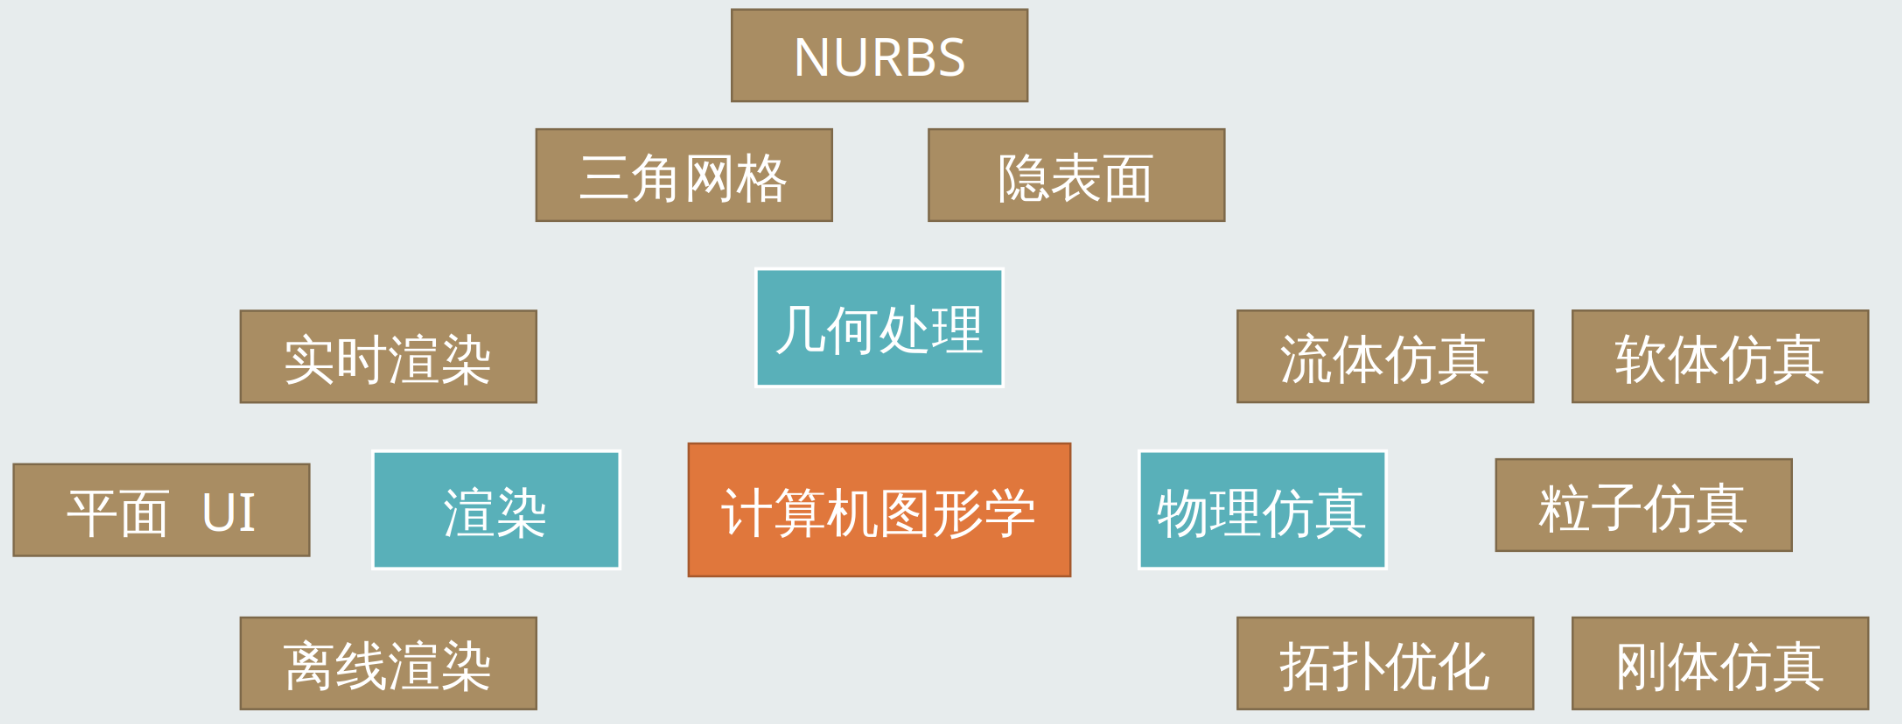 NURBS
三角网格
隐表面
几何处理
实时渲染
流体仿真
软体仿真
平面 UI
渲染
计算机图形学
物理仿真
粒子仿真
离线渲染
拓扑优化
刚体仿真